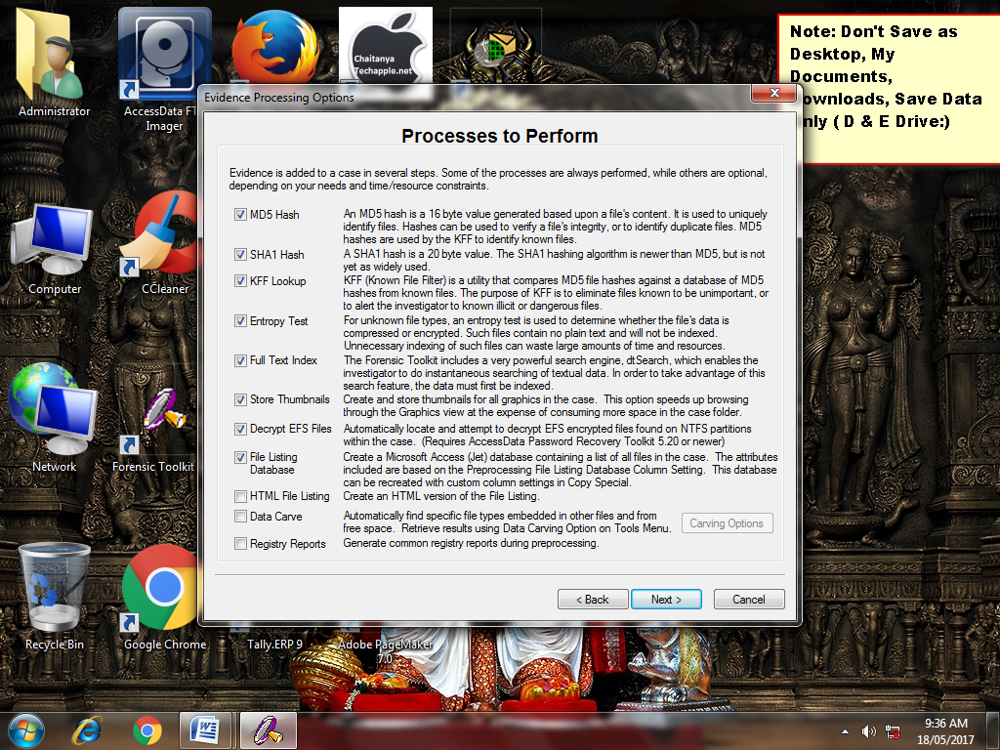 Administrator
AccessData FT
Imager
Chaitanya
Techapple.net
Note: Don't Save as
Desktop, My
Documents,
ownloads, Save Data
nly ( D & E Drive:)
Evidence Processing Options
Processes to Perform
Evidence is added to a case in several steps. Some of the processes are always performed, while others are optional,
depending on your needs and time/resource constraints.
MD5 Hash
An MD5 hash is a 16 byte value generated based upon a file's content. It is used to uniquely
identify files. Hashes can be used to verify a file's integrity, or to identify duplicate files. MD5
hashes are used by the KFF to identify known files.
SHA1 Hash
A SHA1 hash is a 20 byte value. The SHA1 hashing algorithm is newer than MD5, but is not
yet as widely used.
KFF Lookup
KFF (Known File Filter) is a utility that compares MD5 file hashes against a database of MD5
hashes from known files. The purpose of KFF is to eliminate files known to be unimportant, or
to alert the investigator to known illicit or dangerous files.
Entropy Test
For unknown file types, an entropy test is used to determine whether the file's data is
compressed or encrypted. Such files contain no plain text and will not be indexed.
Unnecessary indexing of such files can waste large amounts of time and resources.
Full Text Index
The Forensic Toolkit includes a very powerful search engine, dtSearch, which enables the
investigator to do instantaneous searching of textual data. In order to take advantage of this
search feature, the data must first be indexed.
Store Thumbnails
Create and store thumbnails for all graphics in the case. This option speeds up browsing
through the Graphics view at the expense of consuming more space in the case folder.
Decrypt EFS Files
Automatically locate and attempt to decrypt EFS encrypted files found on NTFS partitions
within the case. (Requires AccessData Password Recovery Toolkit 5.20 or newer)
File Listing
Database
Create a Microsoft Access (Jet) database containing a list of all files in the case. The attributes
included are based on the Preprocessing File Listing Database Column Setting. This database
can be recreated with custom column settings in Copy Special.
HTML File Listing
Create an HTML version of the File Listing.
Data Carve
Automatically find specific file types embedded in other files and from
free space. Retrieve results using Data Carving Option on Tools Menu.
Carving Options
Registry Reports
Generate common registry reports during preprocessing.
< Back
Next >
Cancel
Computer
CCleaner
Network
Forensic Toolkit
Recycle Bin
Google Chrome
Tally.ERP 9
Adobe PageMaker
7.0
9:36 AM
18/05/2017